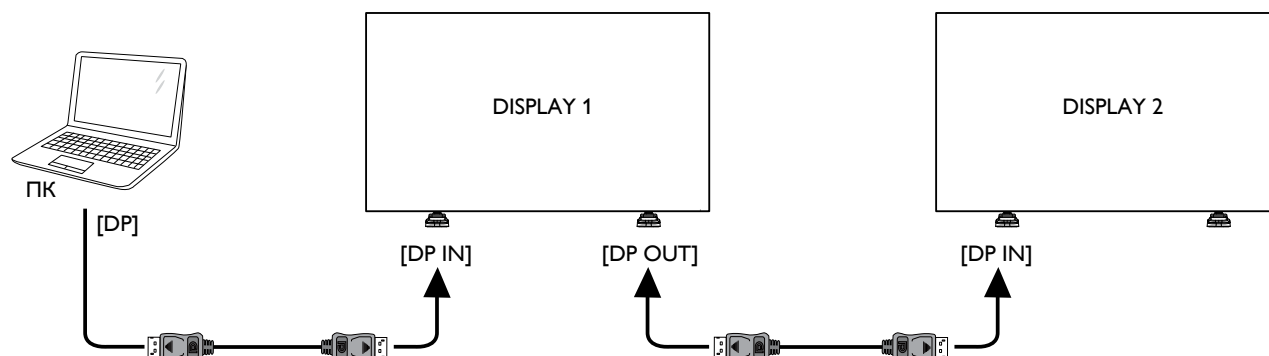 DISPLAY 1
DISPLAY 2
ПК
[DP]
[DP IN]
[DP OUT]
[DP IN]